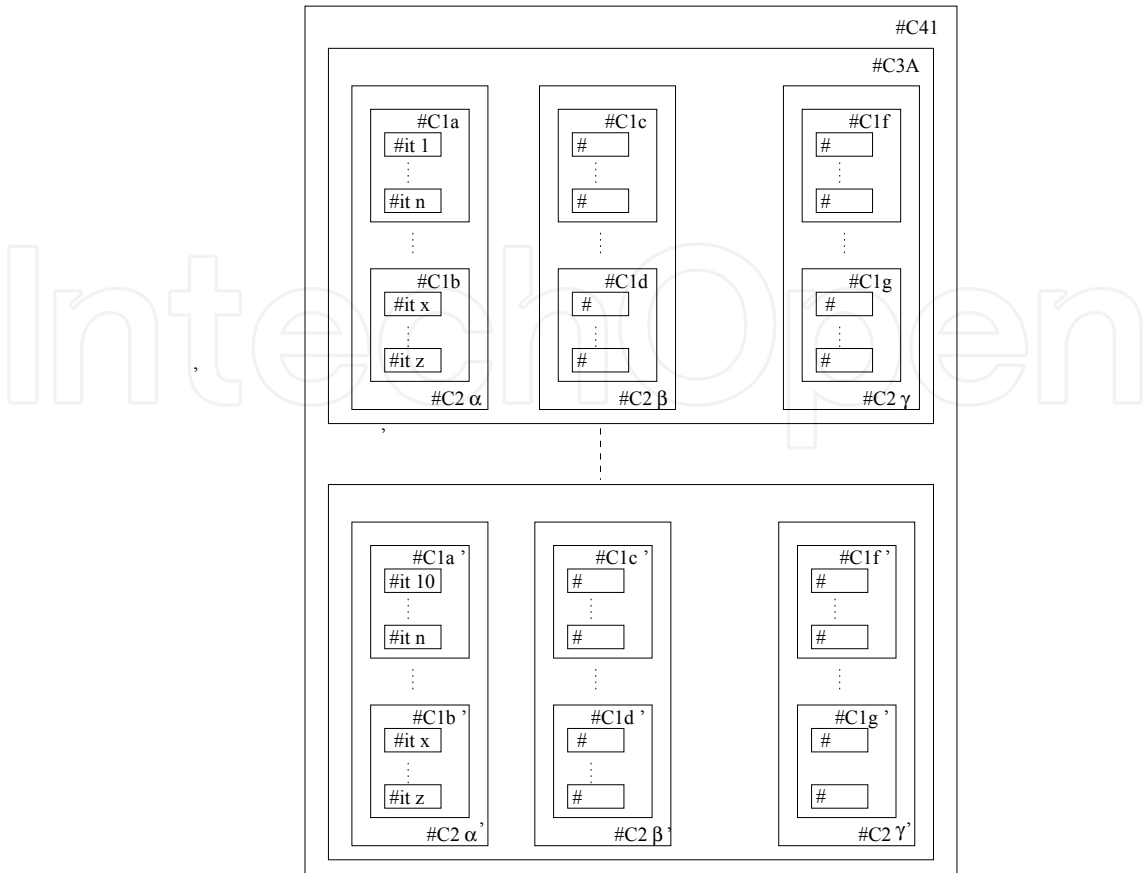 #C41
#C3A
#C1a
#it 1
#it n
#C1b
#it x
#it z
#C2 α
#C1c
#
#
#C1d
#
#
#C2 β
#C1f
#
#
#C1g
#
#
#C2 γ
IntechOpen
,
,
#C1a ’
#it 10
#it n
#C1b ’
#it x
#it z
#C2 α’
#C1c ’
#
#
#C1d ’
#
#
#C2 β’
#C1f ’
#
#
#C1g ’
#
#
#C2 γ’